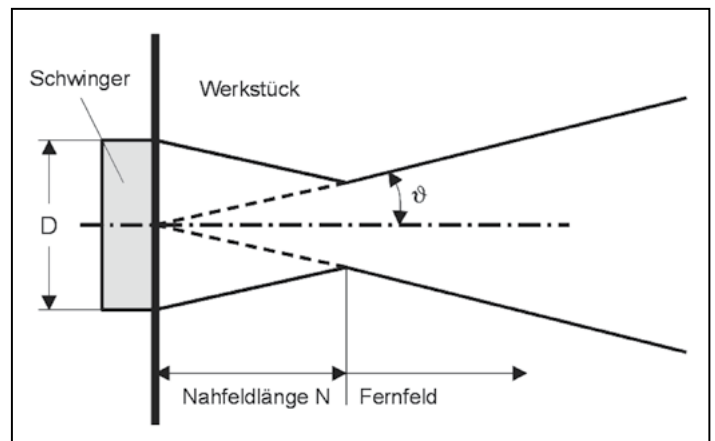 Schwinger
Werkstück
D
ϑ
Nahfeldlänge N
Fernfeld